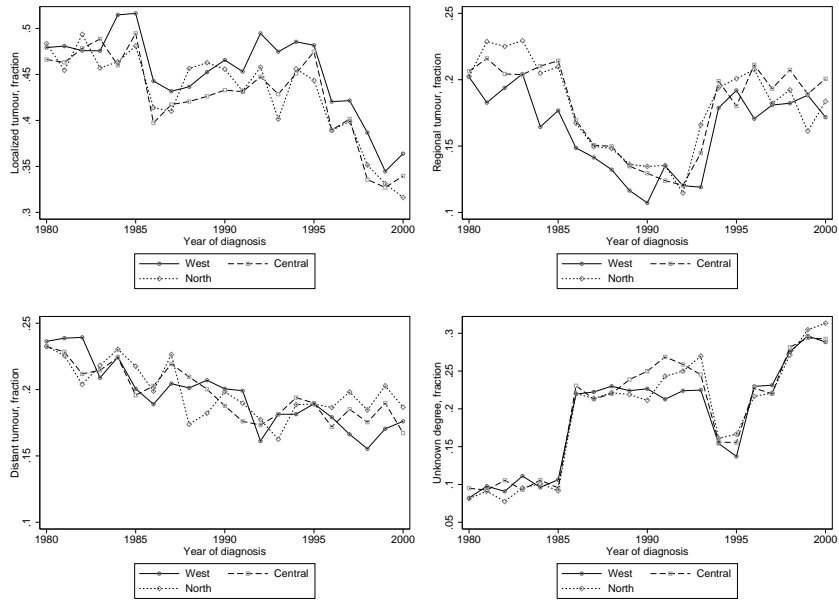 Localized tumour, fraction
.5
.45
.4
.35
.3
1980 1985 1990 1995 2000
Year of diagnosis
West Central
North
Regional tumour, fraction
.25
.2
.15
.1
1980 1985 1990 1995 2000
Year of diagnosis
West Central
North
Distant tumour, fraction
.25
.2
.15
.1
1980 1985 1990 1995 2000
Year of diagnosis
West Central
North
Unknown degree, fraction
.3
.25
.2
.15
.1
.05
1980 1985 1990 1995 2000
Year of diagnosis
West Central
North